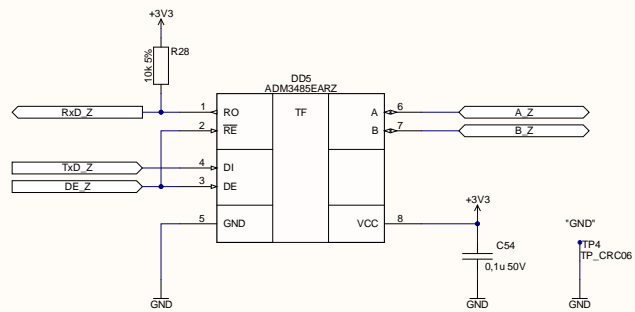 +3V3
R28
10k 5%
DD5
ADM3485EARZ
RxD_Z
1
RO
TF
A
6
A_Z
2
RE
B
7
B_Z
TxD_Z
4
DI
DE_Z
3
DE
+3V3
5
GND
VCC
8
"GND"
C54
0,1u 50V
TP4
TP_CRC06
GND
GND
GND